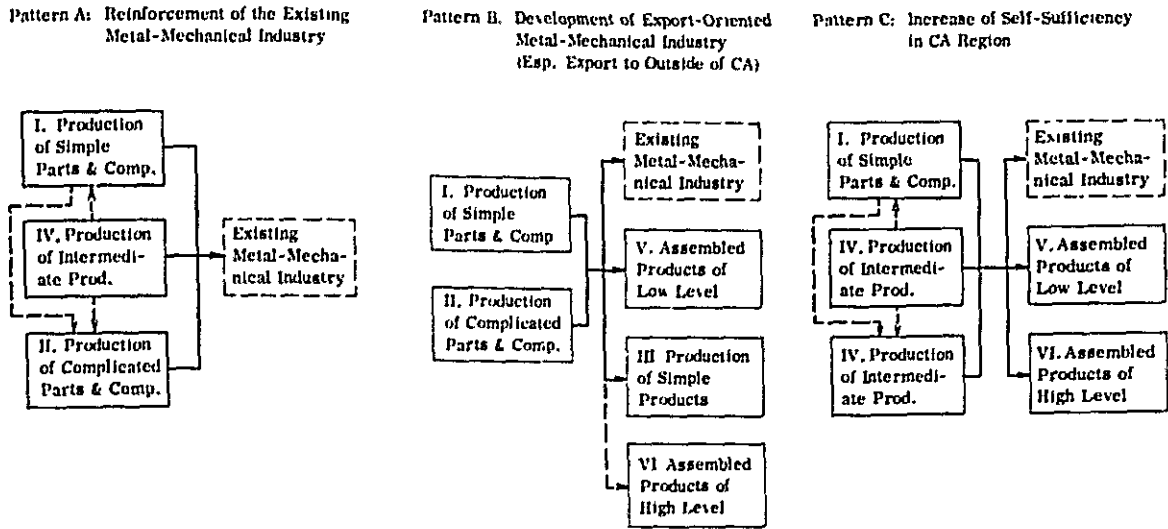 Pattern A: Reinforcement of the Existing
Metal-Mechanical Industry
I. Production
of Simple
Parts & Comp.
IV. Production
of Intermedi-
ate Prod.
II. Production
of Complicated
Parts & Comp.
Existing
Metal-Mecha-
nical Industry
Pattern B. Development of Export-Oriented
Metal-Mechanical Industry
(Esp. Export to Outside of CA)
I. Production
of Simple
Parts & Comp
II. Production
of Complicated
Parts & Comp.
Existing
Metal-Mecha-
nical Industry
V. Assembled
Products of
Low Level
III Production
of Simple
Products
VI Assembled
Products of
High Level
Pattern C: Increase of Self-Sufficiency
in CA Region
I. Production
of Simple
Parts & Comp.
IV. Production
of Intermedi-
ate Prod.
IV. Production
of Intermedi-
ate Prod.
Existing
Metal-Mecha-
nical Industry
V. Assembled
Products of
Low Level
VI. Assembled
Products of
High Level